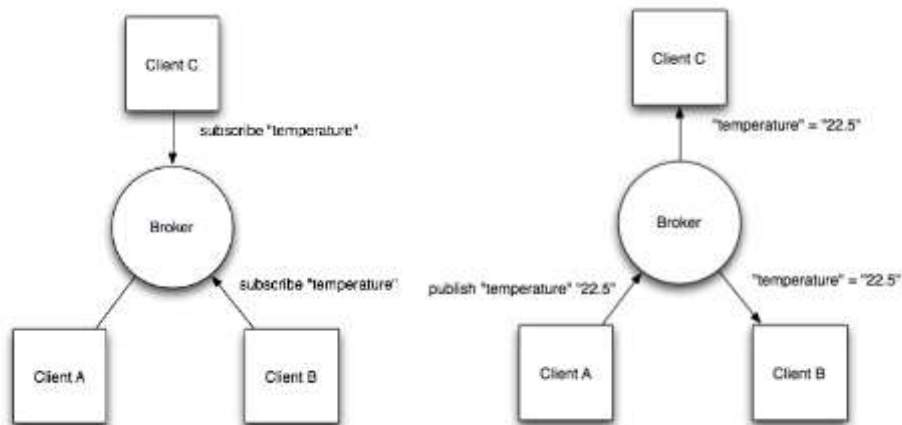 Client C
subscribe "temperature"
Broker
subscribe "temperature"
Client A
Client B
Client C
"temperature" = "22.5"
Broker
publish "temperature" "22.5"
"temperature" = "22.5"
Client A
Client B